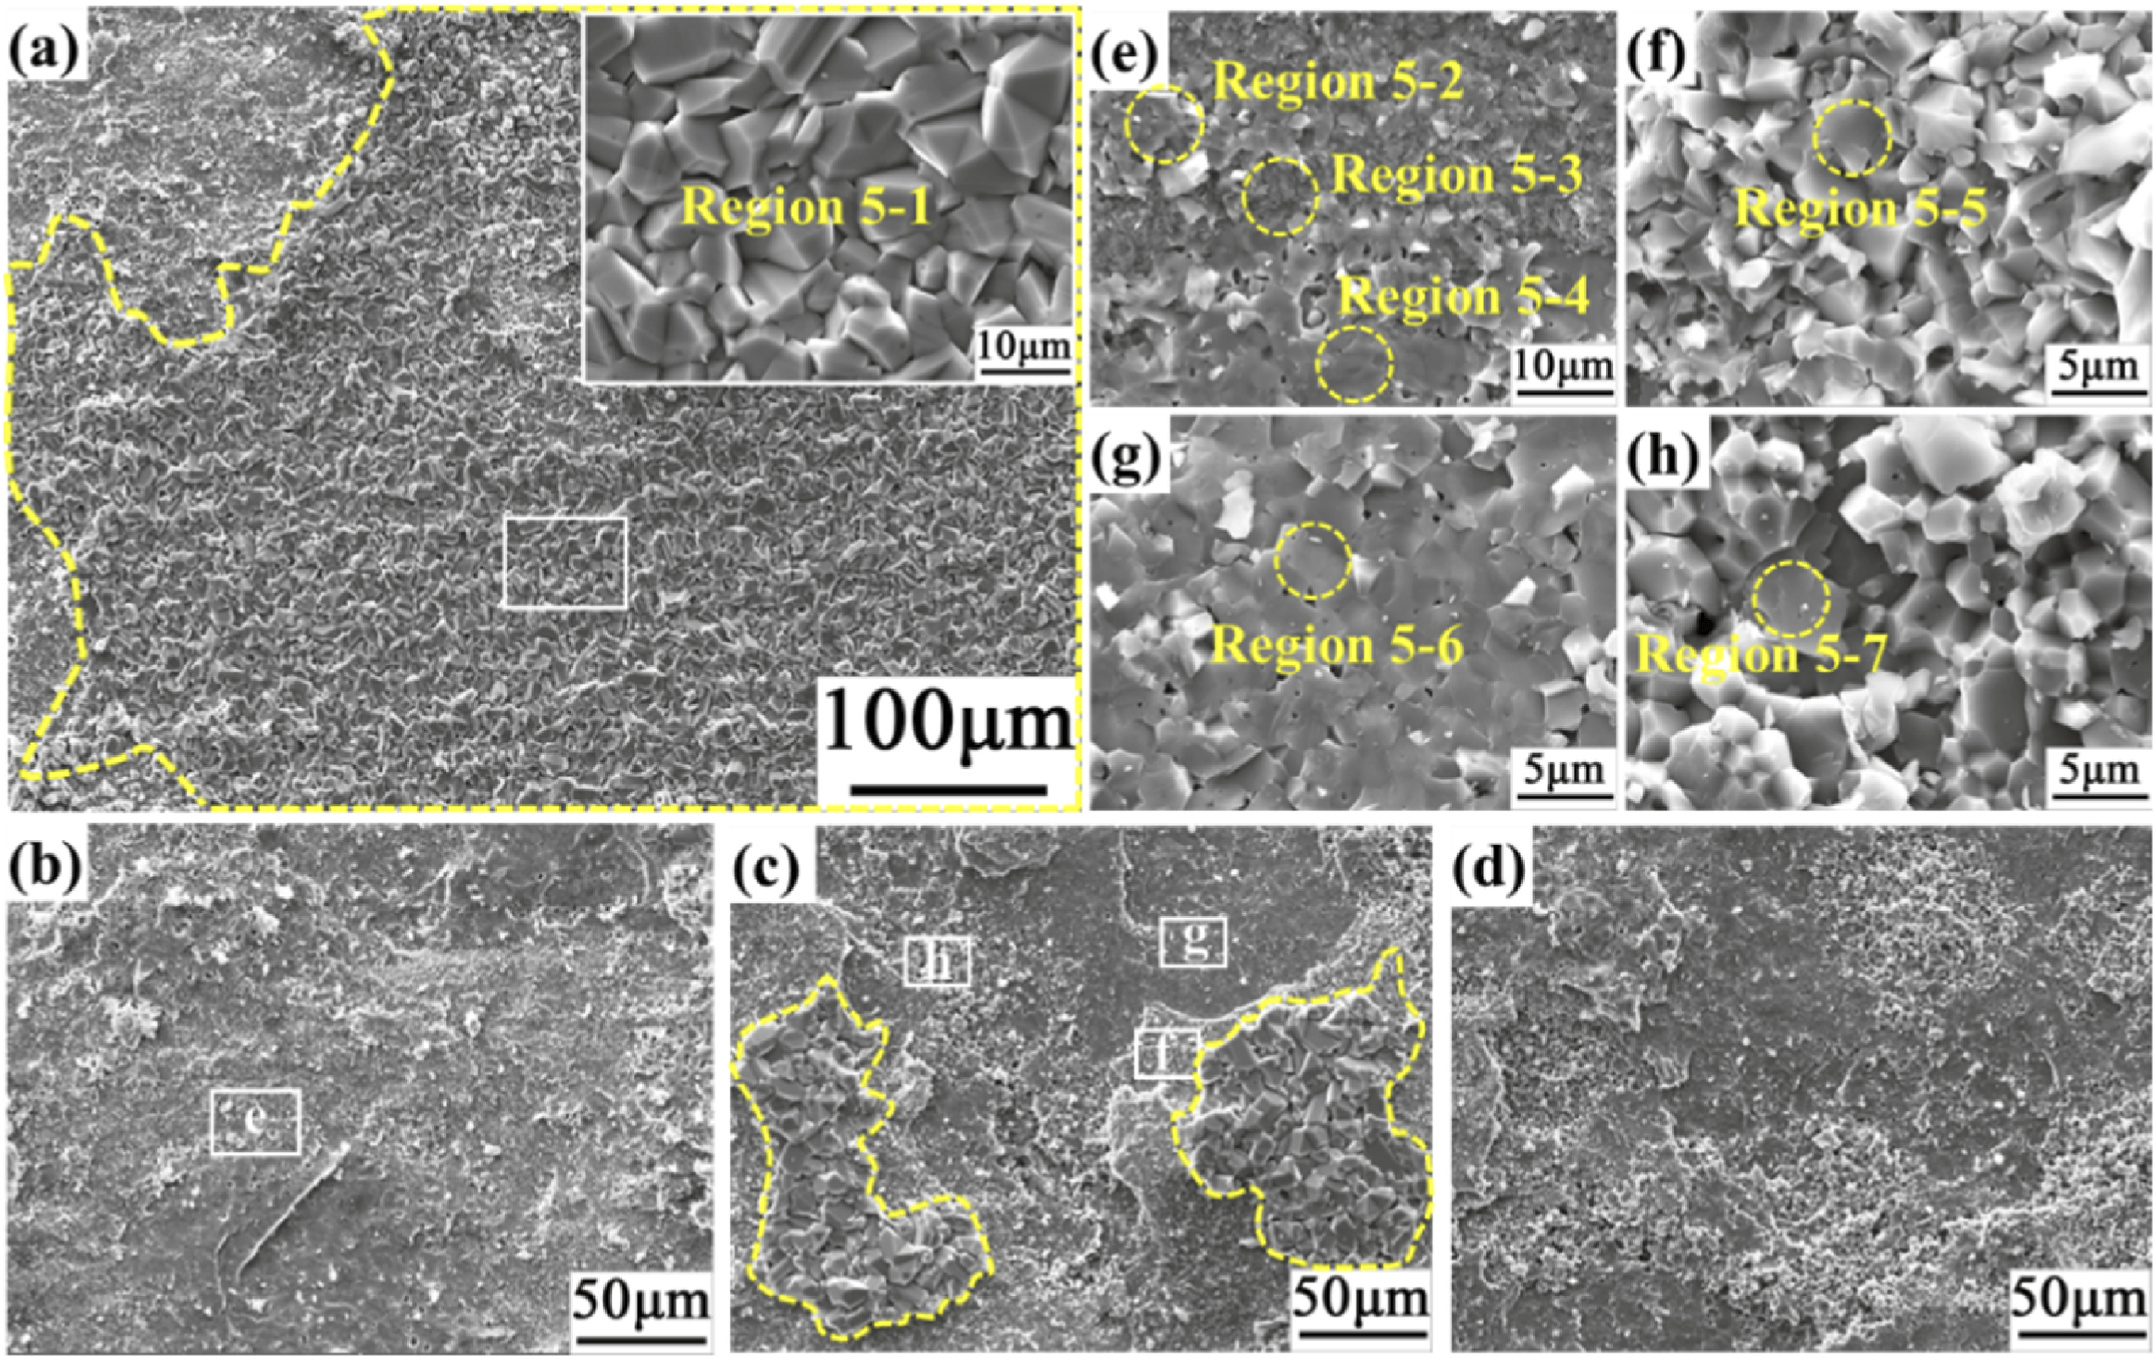 (a)
Region 5-1
10μm
100μm
(e)
Region 5-2
Region 5-3
Region 5-4
10μm
(f)
Region 5-5
5μm
(g)
Region 5-6
5μm
(h)
Region 5-7
5μm
(b)
e
50μm
(c)
h
g
f
50μm
(d)
50μm